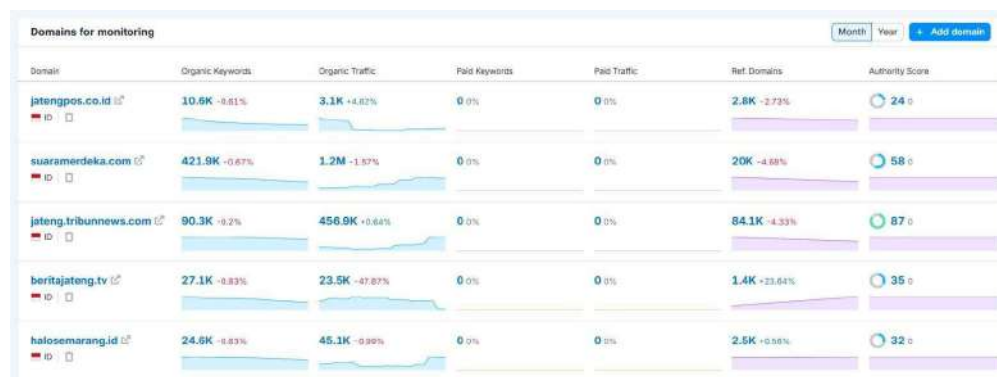 Domains for monitoring Month Year + Add domain
Domain Organic Keywords Organic Traffic Paid Keywords Paid Traffic Ref. Domains Authority Score
jatengpos.co.id 10.6K -0.61% 3.1K +4.62% 0 0% 0 0% 2.8K -2.73% 24 0
ID
suaramerdeka.com 421.9K -0.67% 1.2M -1.57% 0 0% 0 0% 20K -4.68% 58 0
ID
jateng.tribunnews.com 90.3K -0.2% 456.9K +0.64% 0 0% 0 0% 84.1K -4.33% 87 0
ID
beritajateng.tv 27.1K -0.83% 23.5K -47.87% 0 0% 0 0% 1.4K +23.64% 35 0
ID
halosemarang.id 24.6K -0.83% 45.1K -0.99% 0 0% 0 0% 2.5K +0.56% 32 0
ID